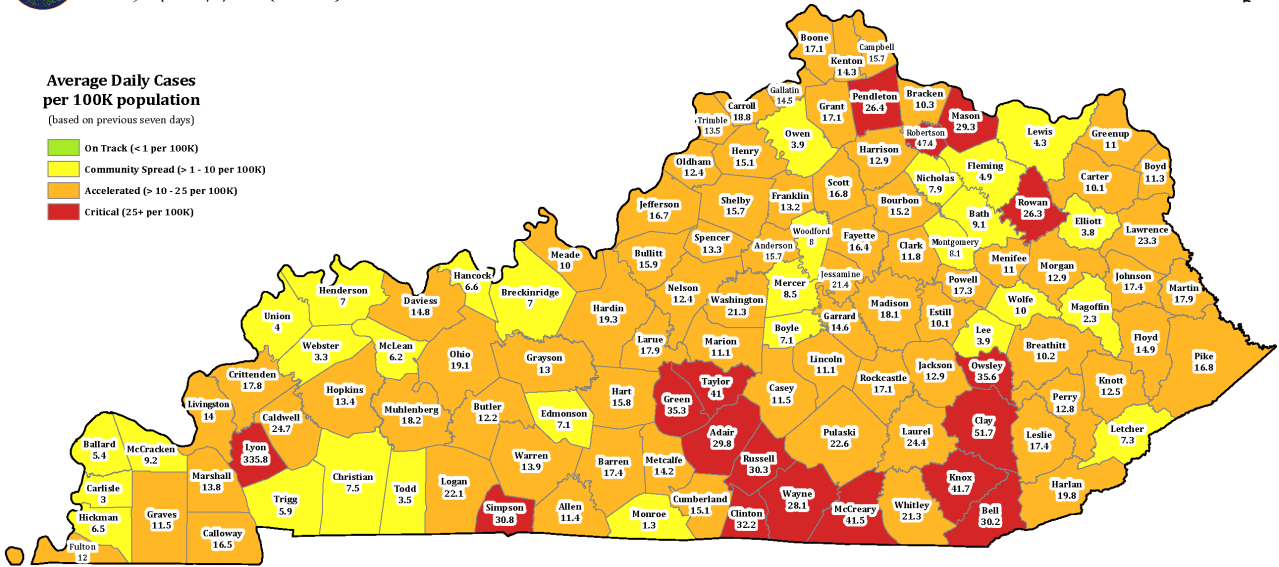 Average Daily Cases
per 100K population
(based on previous seven days)
On Track (< 1 per 100K)
Community Spread (> 1 - 10 per 100K)
Accelerated (> 10 - 25 per 100K)
Critical (25+ per 100K)
Boone
17.1
Kenton
14.3
Campbell
15.7
Gallatin
14.5
Carroll
18.8
Trimble
13.5
Grant
17.1
Pendleton
26.4
Bracken
10.3
Mason
29.3
Robertson
47.4
Owen
3.9
Lewis
4.3
Greenup
11
Henry
15.1
Oldham
12.4
Harrison
12.9
Fleming
4.9
Nicholas
7.9
Carter
10.1
Boyd
11.3
Scott
16.8
Franklin
13.2
Shelby
15.7
Jefferson
16.7
Bourbon
15.2
Rowan
26.3
Bath
9.1
Elliott
3.8
Lawrence
23.3
Woodford
8
Fayette
16.4
Spencer
13.3
Anderson
15.7
Clark
11.8
Montgomery
8.1
Menifee
11
Morgan
12.9
Johnson
17.4
Martin
17.9
Meade
10
Bullitt
15.9
Hancock
6.6
Breckinridge
7
Nelson
12.4
Washington
21.3
Mercer
8.5
Jessamine
21.4
Madison
18.1
Powell
17.3
Estill
10.1
Wolfe
10
Magoffin
2.3
Henderson
7
Daviess
14.8
Union
4
Hardin
19.3
Garrard
14.6
Boyle
7.1
Lee
3.9
Breathitt
10.2
Floyd
14.9
Pike
16.8
Webster
3.3
McLean
6.2
Ohio
19.1
Grayson
13
Larue
17.9
Marion
11.1
Lincoln
11.1
Rockcastle
17.1
Jackson
12.9
Owsley
35.6
Knott
12.5
Perry
12.8
Crittenden
17.8
Hopkins
13.4
Livingston
14
Caldwell
24.7
Muhlenberg
18.2
Butler
12.2
Edmonson
7.1
Hart
15.8
Green
35.3
Taylor
41
Casey
11.5
Adair
29.8
Pulaski
22.6
Laurel
24.4
Clay
51.7
Leslie
17.4
Letcher
7.3
Ballard
5.4
McCracken
9.2
Lyon
335.8
Warren
13.9
Barren
17.4
Metcalfe
14.2
Russell
30.3
Marshall
13.8
Carlisle
3
Christian
7.5
Todd
3.5
Logan
22.1
Trigg
5.9
Knox
41.7
Harlan
19.8
Hickman
6.5
Graves
11.5
Calloway
16.5
Fulton
12
Simpson
30.8
Allen
11.4
Monroe
1.3
Cumberland
15.1
Clinton
32.2
Wayne
28.1
McCreary
41.5
Whitley
21.3
Bell
30.2